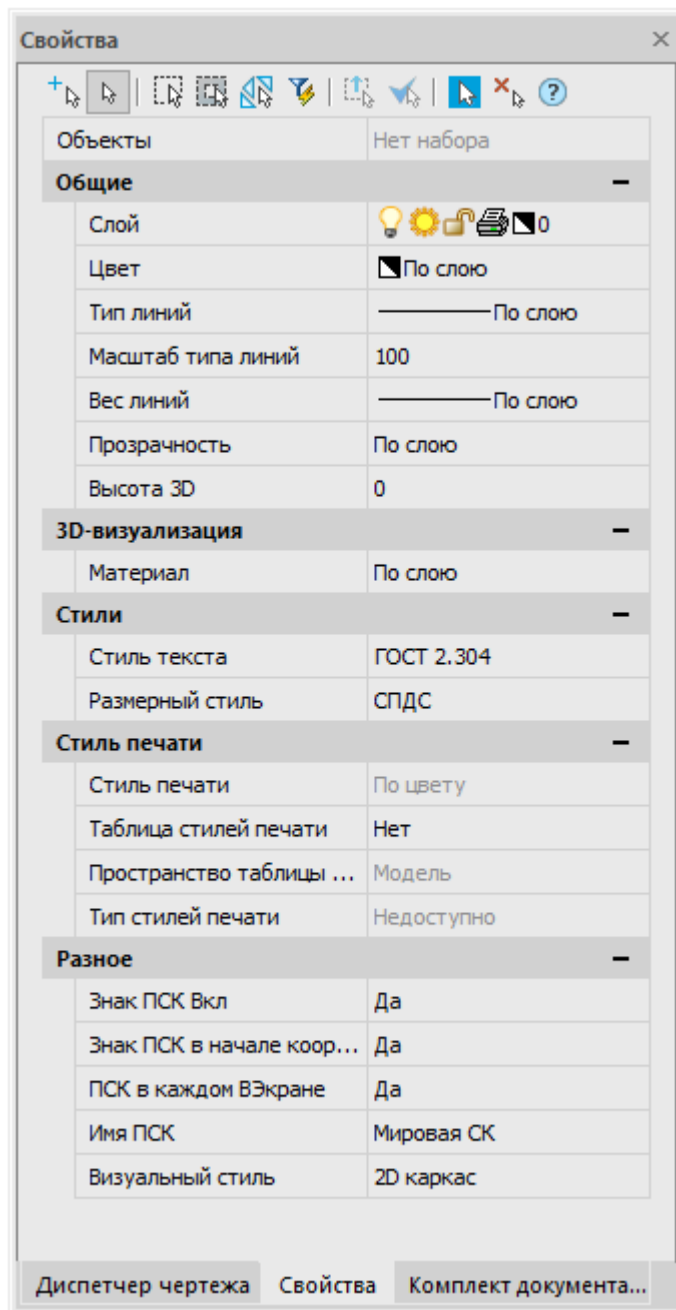 Свойства
Объекты Нет набора
Общие
Слой 0
Цвет По слою
Тип линий По слою
Масштаб типа линий 100
Вес линий По слою
Прозрачность По слою
Высота 3D 0
3D-визуализация
Материал По слою
Стили
Стиль текста ГОСТ 2.304
Размерный стиль СПДС
Стиль печати
Стиль печати По цвету
Таблица стилей печати Нет
Пространство таблицы ... Модель
Тип стилей печати Недоступно
Разное
Знак ПСК Вкл Да
Знак ПСК в начале коор... Да
ПСК в каждом ВЭкране Да
Имя ПСК Мировая СК
Визуальный стиль 2D каркас
Диспетчер чертежа Свойства Комплект документа...